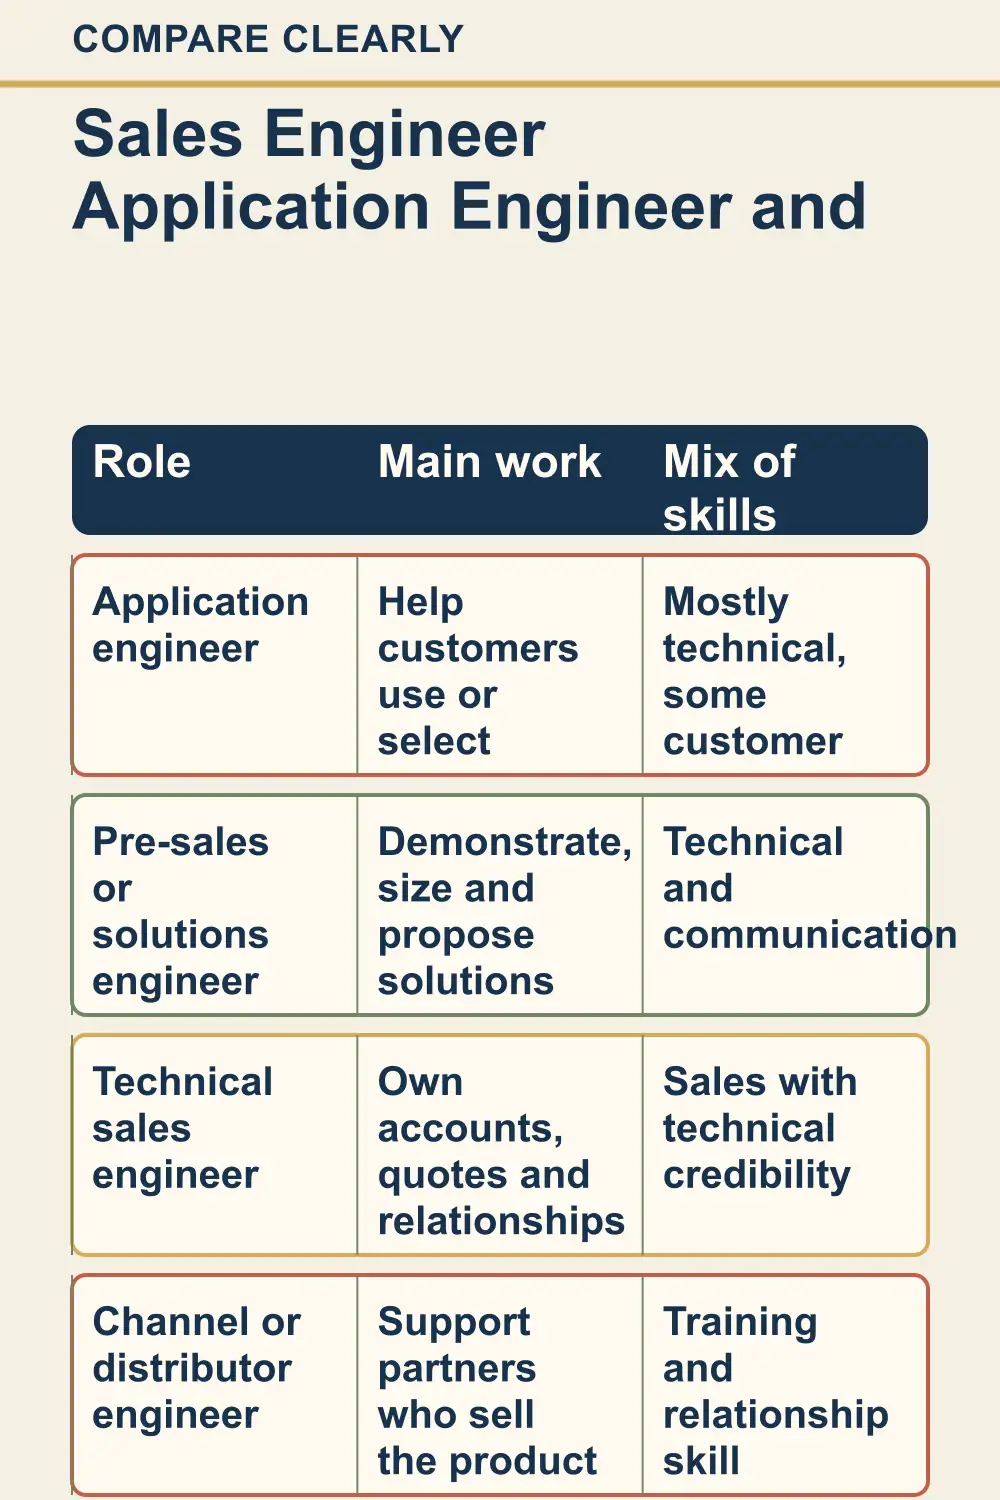 COMPARE CLEARLY
Sales Engineer
Application Engineer and
Role
Main work
Mix of
skills
Application
engineer
Help
customers
use or
select
Mostly
technical,
some
customer
Pre-sales
or
solutions
engineer
Demonstrate,
size and
propose
solutions
Technical
and
communication
Technical
sales
engineer
Own
accounts,
quotes and
relationships
Sales with
technical
credibility
Channel or
distributor
engineer
Support
partners
who sell
the product
Training
and
relationship
skill